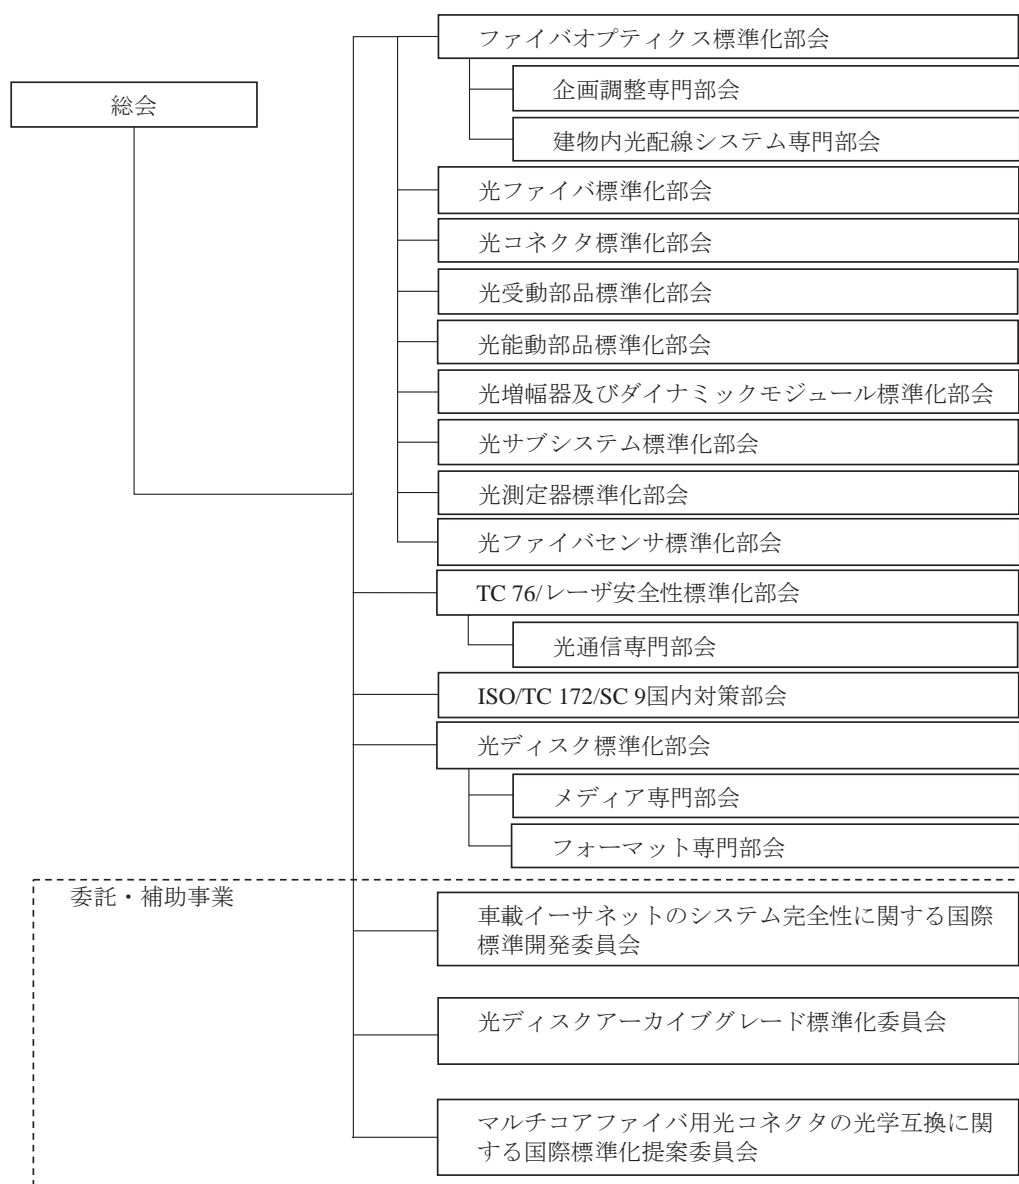 総会
ファイバオプティクス標準化部会
企画調整専門部会
建物内光配線システム専門部会
光ファイバ標準化部会
光コネクタ標準化部会
光受動部品標準化部会
光能動部品標準化部会
光増幅器及びダイナミックモジュール標準化部会
光サブシステム標準化部会
光測定器標準化部会
光ファイバセンサ標準化部会
TC 76/レーザ安全性標準化部会
光通信専門部会
ISO/TC 172/SC 9国内対策部会
光ディスク標準化部会
メディア専門部会
フォーマット専門部会
委託・補助事業
車載イーサネットのシステム完全性に関する国際
標準開発委員会
光ディスクアーカイブグレード標準化委員会
マルチコアファイバ用光コネクタの光学互換に関
する国際標準化提案委員会